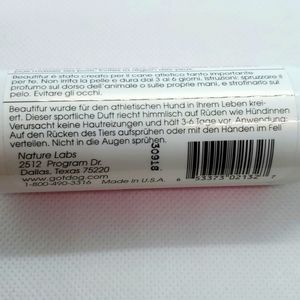 Beautifur è stato creato per il cane atletico tanto importante
per te. Non irrita la pelle e dura dai 3 ai 6 giorni. Istruzioni: spruzzare il
profumo sul dorso dell'animale o sulle proprie mani, e strofinarlo sul
pelo. Evitare gli occhi.
Beautifur wurde für den athletischen Hund in Ihrem Leben krei-
ert. Dieser sportliche Duft riecht himmlisch auf Rüden wie Hündinnen
Verursacht keine Hautreizungen und hält 3-6 Tage vor. Anwendung:
Auf den Rücken des Tiers aufsprühen oder mit den Händen im Fell
verteilen. Nicht in die Augen sprühen.
Nature Labs
2512 Program Dr.
Dallas, Texas 75220
www.gotdog.com
1-800-490-3316 Made in U.S.A.
50918
6 53373 02132 7